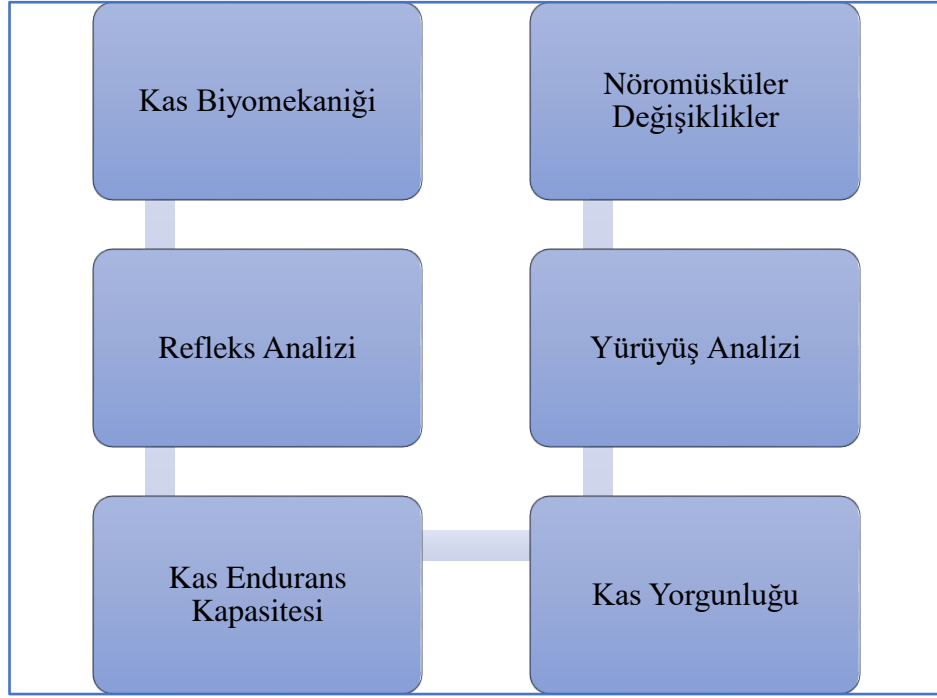 Kas Biyomekaniği
Refleks Analizi
Kas Endurans
Kapasitesi
Kas Yorgunluğu
Yürüyüş Analizi
Nöromüsküler
Değişiklikler